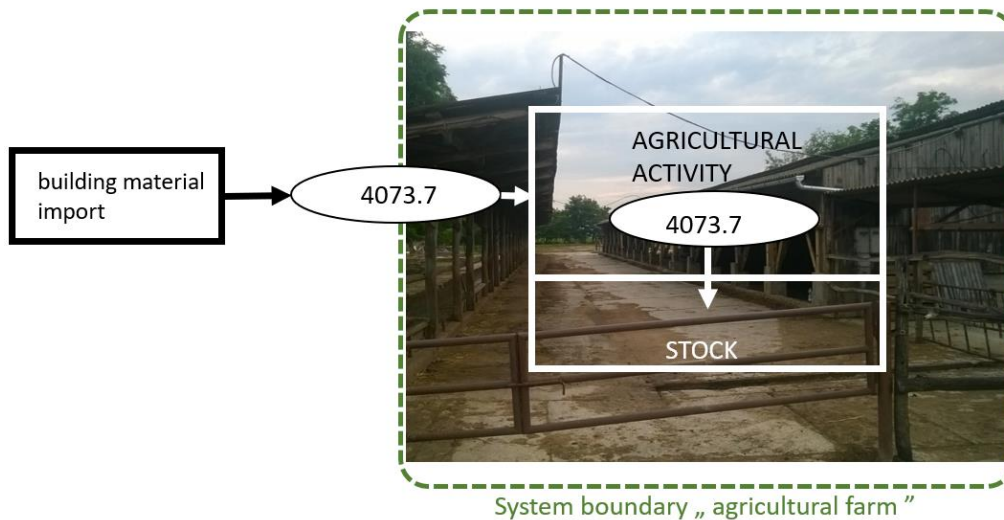 building material
import
4073.7
AGRICULTURAL
ACTIVITY
4073.7
STOCK
System boundary „ agricultural farm ”